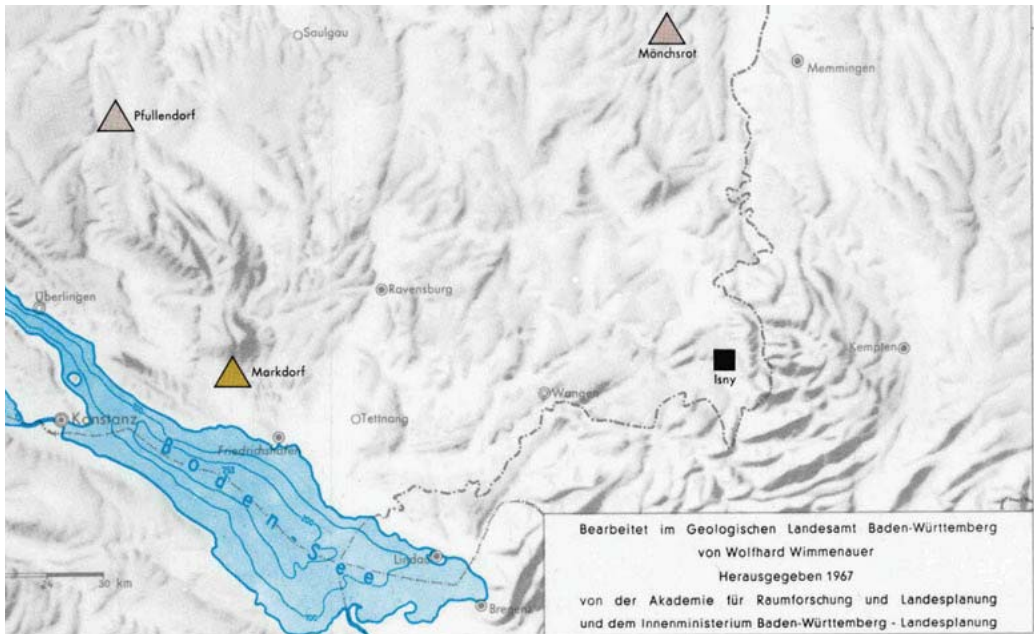 Saulgau
Mönchsrot
Memmingen
Pfullendorf
Überlingen
Ravensburg
Kempten
Isny
Markdorf
Wangen
Konstanz
Tettnang
Friedrichshafen
Boden-see
Lindau
30 km
Bregenz
Bearbeitet im Geologischen Landesamt Baden-Württemberg
von Wolfhard Wimmenauer
Herausgegeben 1967
von der Akademie für Raumforschung und Landesplanung
und dem Innenministerium Baden-Württemberg - Landesplanung